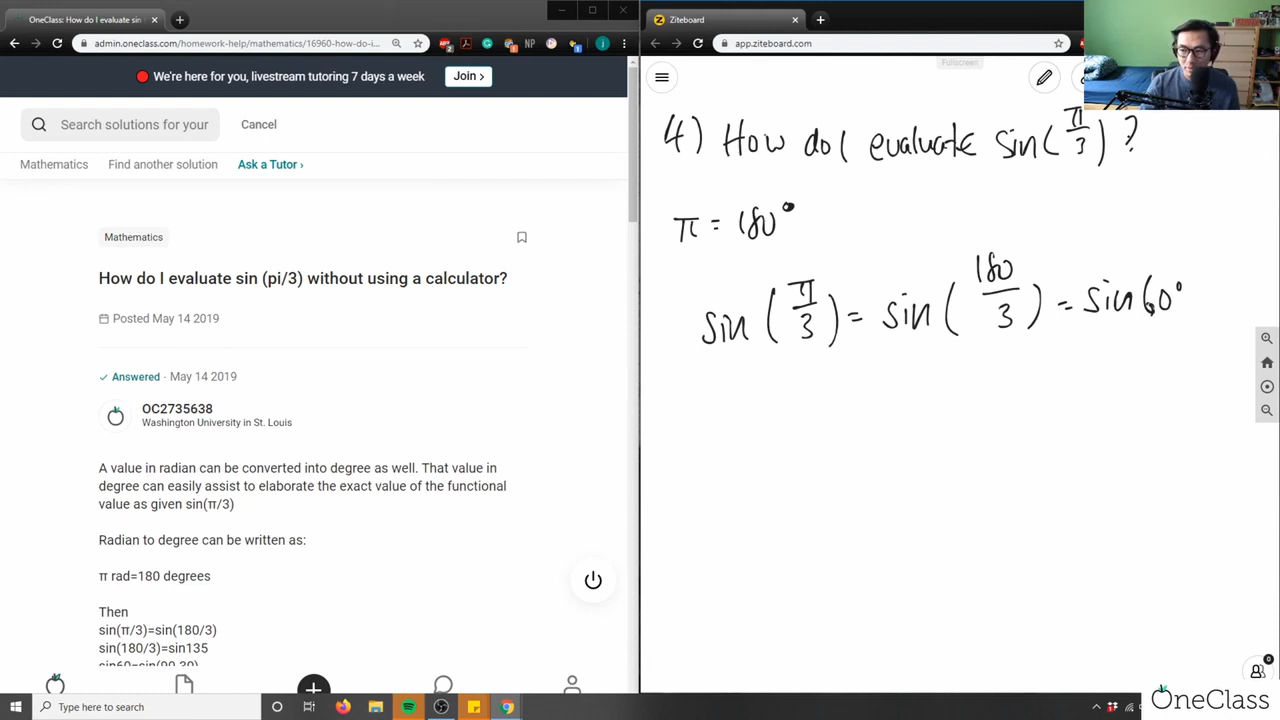 OneClass: How do I evaluate sin
Ziteboard
admin.oneclass.com/homework-help/mathematics/16960-how-do-i...
app.ziteboard.com
Fullscreen
We're here for you, livestream tutoring 7 days a week
Join ›
Search solutions for your
Cancel
Mathematics
Find another solution
Ask a Tutor ›
Mathematics
How do I evaluate sin (pi/3) without using a calculator?
Posted May 14 2019
Answered · May 14 2019
OC2735638
Washington University in St. Louis
A value in radian can be converted into degree as well. That value in
degree can easily assist to elaborate the exact value of the functional
value as given sin(π/3)
Radian to degree can be written as:
π rad=180 degrees
Then
sin(π/3)=sin(180/3)
sin(180/3)=sin135
sin60=sin(90-30)
4) How do I evaluate sin(π/3)?
π = 180°
sin(π/3) = sin(180/3) = sin60°
0
Type here to search
OneClass